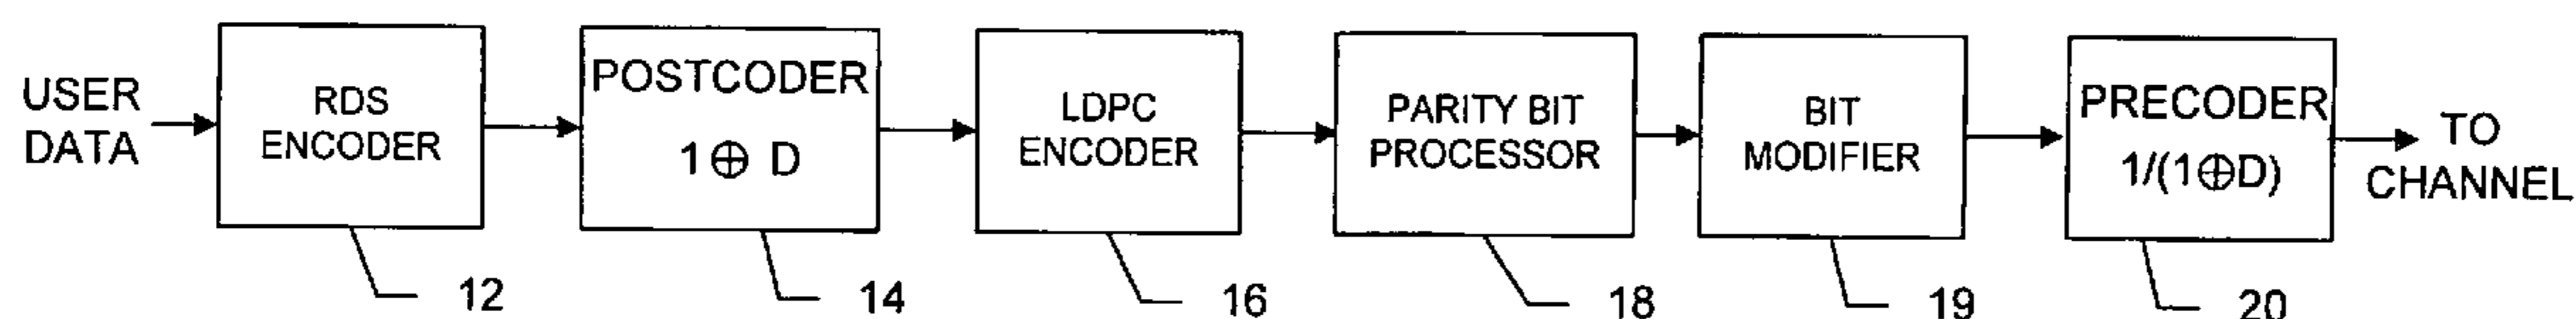 USER
DATA
RDS
ENCODER
POSTCODER
1⊕ D
LDPC
ENCODER
PARITY BIT
PROCESSOR
BIT
MODIFIER
PRECODER
1/(1⊕D)
TO
CHANNEL
12
14
16
18
19
20